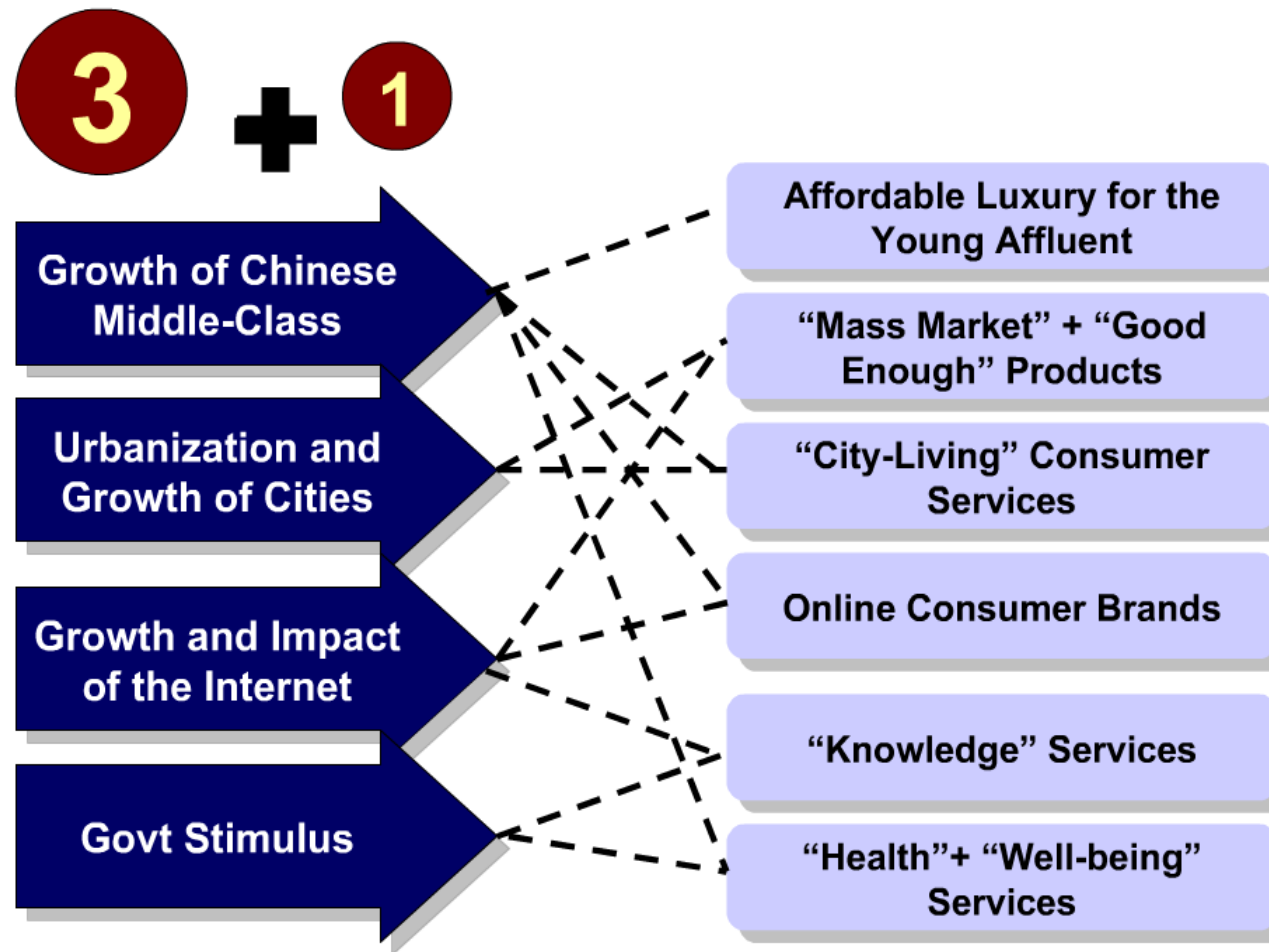 3
+
1
Growth of Chinese
Middle-Class
Urbanization and
Growth of Cities
Growth and Impact
of the Internet
Govt Stimulus
Affordable Luxury for the
Young Affluent
“Mass Market” + “Good
Enough” Products
“City-Living” Consumer
Services
Online Consumer Brands
“Knowledge” Services
“Health”+ “Well-being”
Services